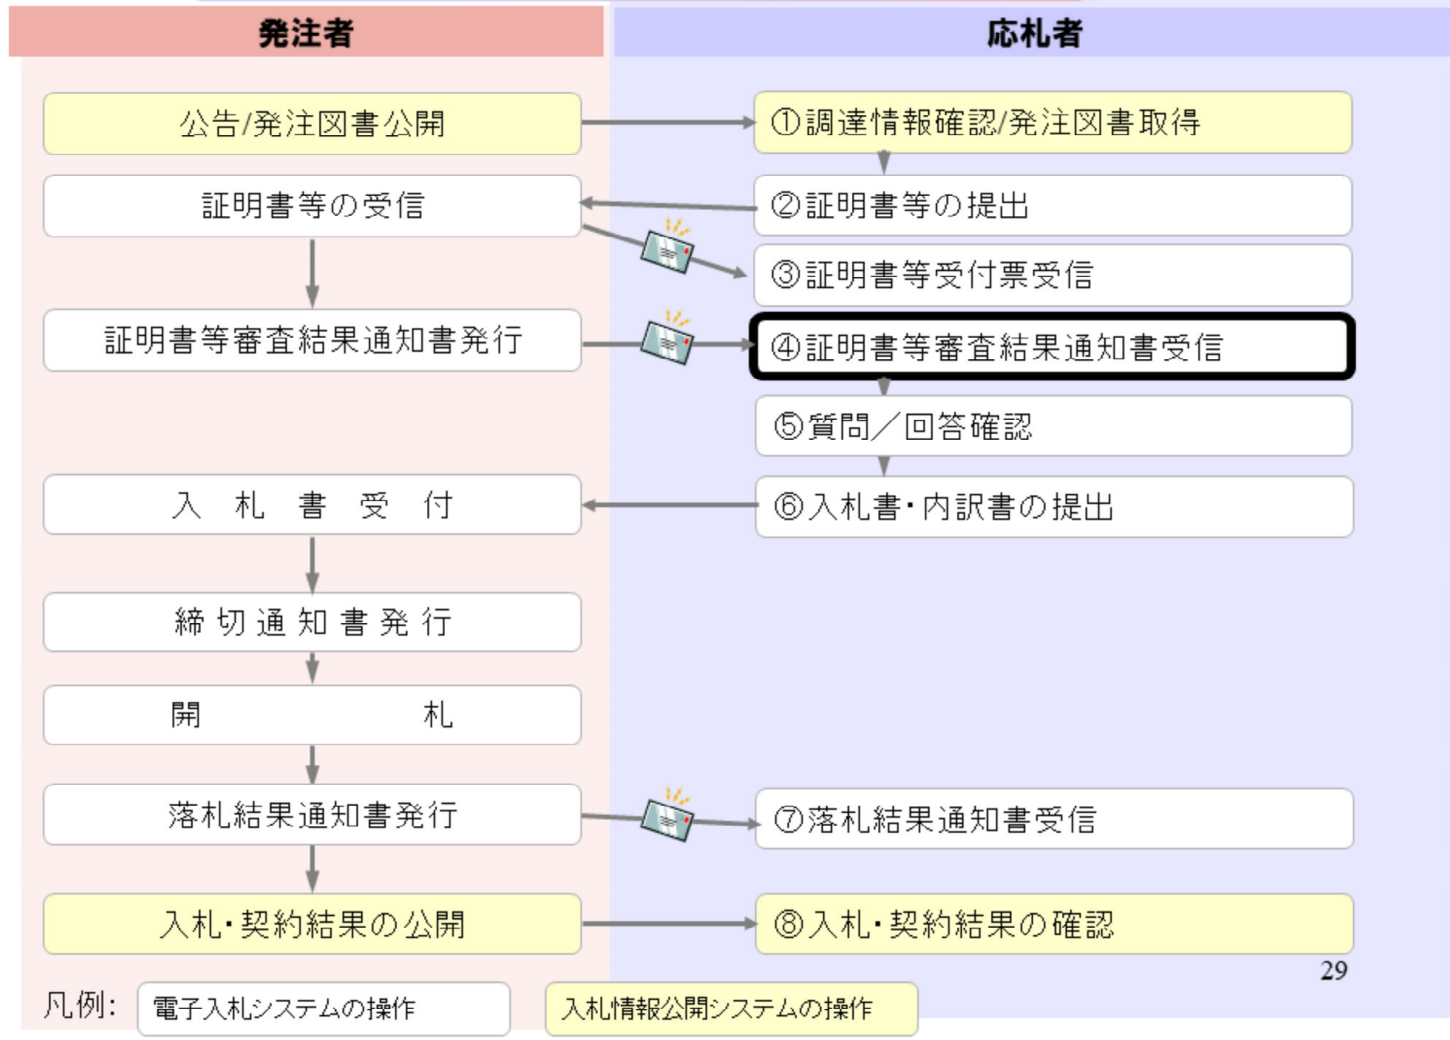 発注者
応札者
公告/発注図書公開
①調達情報確認/発注図書取得
証明書等の受信
②証明書等の提出
③証明書等受付票受信
証明書等審査結果通知書発行
④証明書等審査結果通知書受信
⑤質問／回答確認
入札書受付
⑥入札書・内訳書の提出
締切通知書発行
開札
落札結果通知書発行
⑦落札結果通知書受信
入札・契約結果の公開
⑧入札・契約結果の確認
29
凡例:
電子入札システムの操作
入札情報公開システムの操作